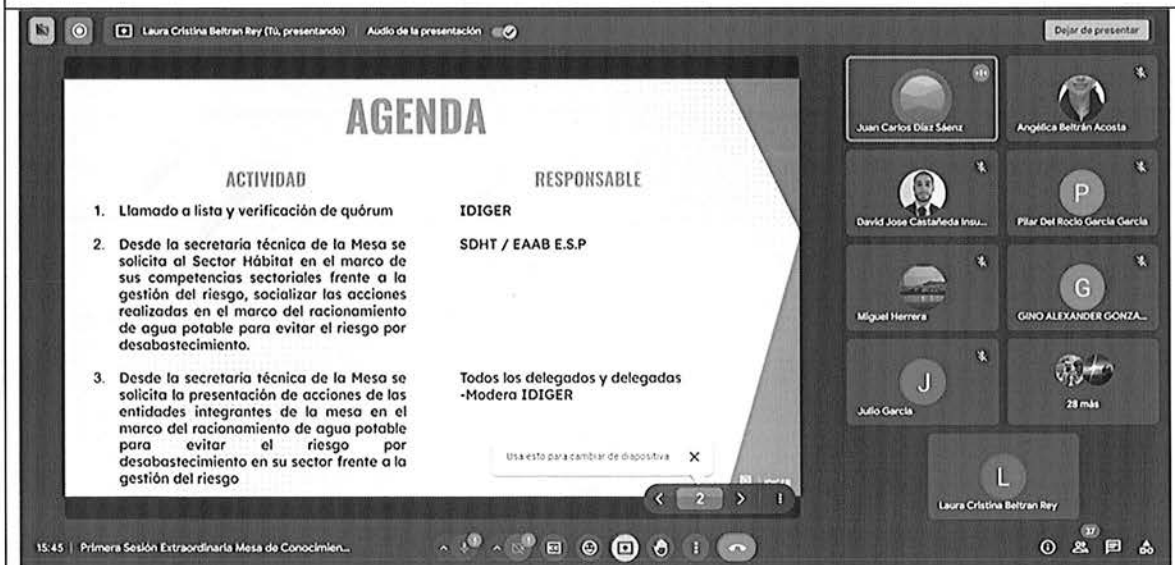 Laura Cristina Beltran Rey (Tú, presentando)
Audio de la presentación
Dejar de presentar
AGENDA
ACTIVIDAD
RESPONSABLE
1. Llamado a lista y verificación de quórum
IDIGER
2. Desde la secretaría técnica de la Mesa se
solicita al Sector Hábitat en el marco de
sus competencias sectoriales frente a la
gestión del riesgo, socializar las acciones
realizadas en el marco del racionamiento
de agua potable para evitar el riesgo por
desabastecimiento.
SDHT / EAAB E.S.P
3. Desde la secretaría técnica de la Mesa se
solicita la presentación de acciones de las
entidades integrantes de la mesa en el
marco del racionamiento de agua potable
para evitar el riesgo por
desabastecimiento en su sector frente a la
gestión del riesgo
Todos los delegados y delegadas
-Modera IDIGER
Usa esto para cambiar de diapositiva
2
Juan Carlos Díaz Sáenz
Angélica Beltrán Acosta
David Jose Castañeda Insu...
P
Pilar Del Rocío García García
Miguel Herrera
G
GINO ALEXANDER GONZA...
J
Julio García
28 más
L
Laura Cristina Beltran Rey
15:45 | Primera Sesión Extraordinaria Mesa de Conocimien...
37